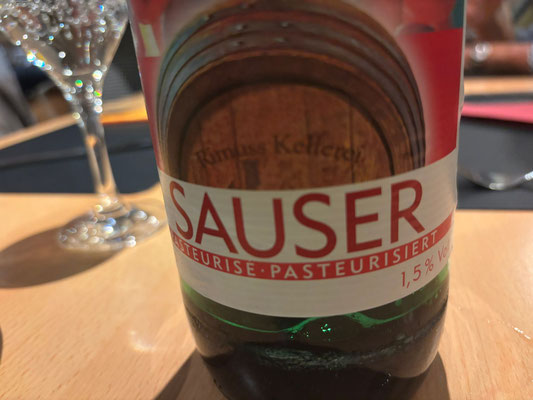 Rimuss Kellerei
SAUSER
ASTEURISE · PASTEURISIERT
1,5% Vo